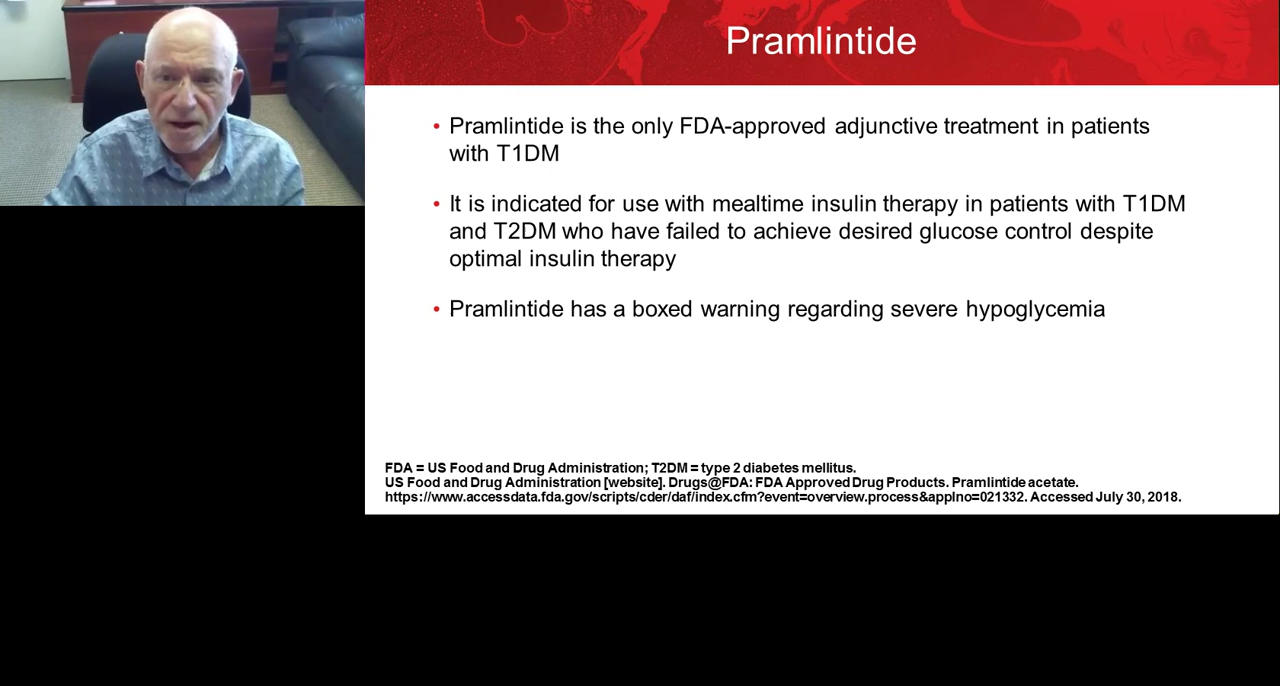 Pramlintide
• Pramlintide is the only FDA-approved adjunctive treatment in patients
with T1DM
• It is indicated for use with mealtime insulin therapy in patients with T1DM
and T2DM who have failed to achieve desired glucose control despite
optimal insulin therapy
• Pramlintide has a boxed warning regarding severe hypoglycemia
FDA = US Food and Drug Administration; T2DM = type 2 diabetes mellitus.
US Food and Drug Administration [website]. Drugs@FDA: FDA Approved Drug Products. Pramlintide acetate.
https://www.accessdata.fda.gov/scripts/cder/daf/index.cfm?event=overview.process&applno=021332. Accessed July 30, 2018.